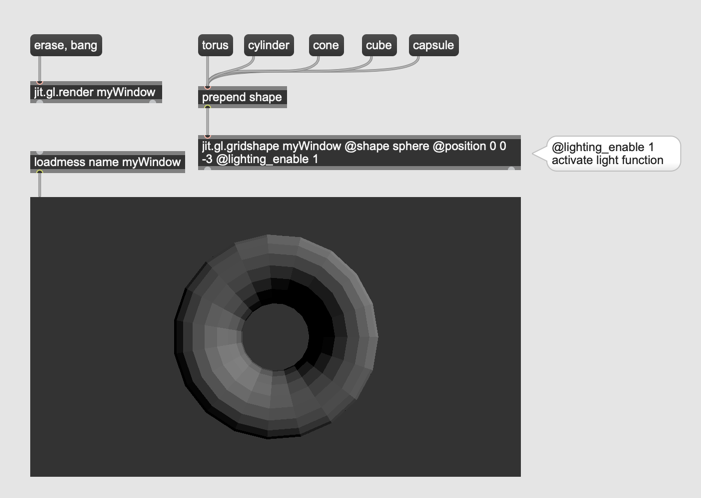 erase, bang
torus
cylinder
cone
cube
capsule
jit.gl.render myWindow
prepend shape
loadmess name myWindow
jit.gl.gridshape myWindow @shape sphere @position 0 0
-3 @lighting_enable 1
@lighting_enable 1
activate light function